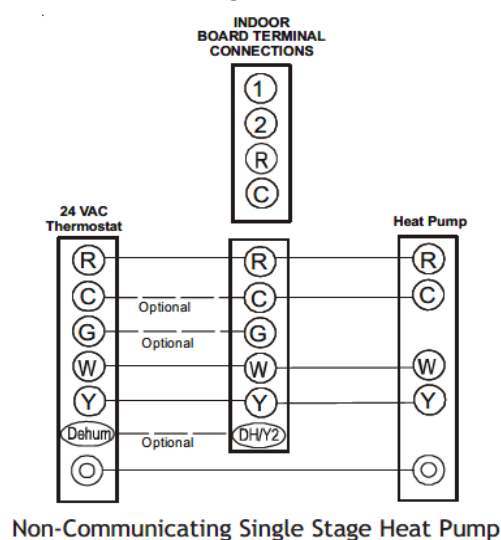 INDOOR
BOARD TERMINAL
CONNECTIONS
1
2
R
C
24 VAC
Thermostat
Heat Pump
R
R
R
C
Optional
C
C
G
Optional
G
W
W
W
Y
Y
Y
Dehum
Optional
DH/Y2
O
O
Non-Communicating Single Stage Heat Pump